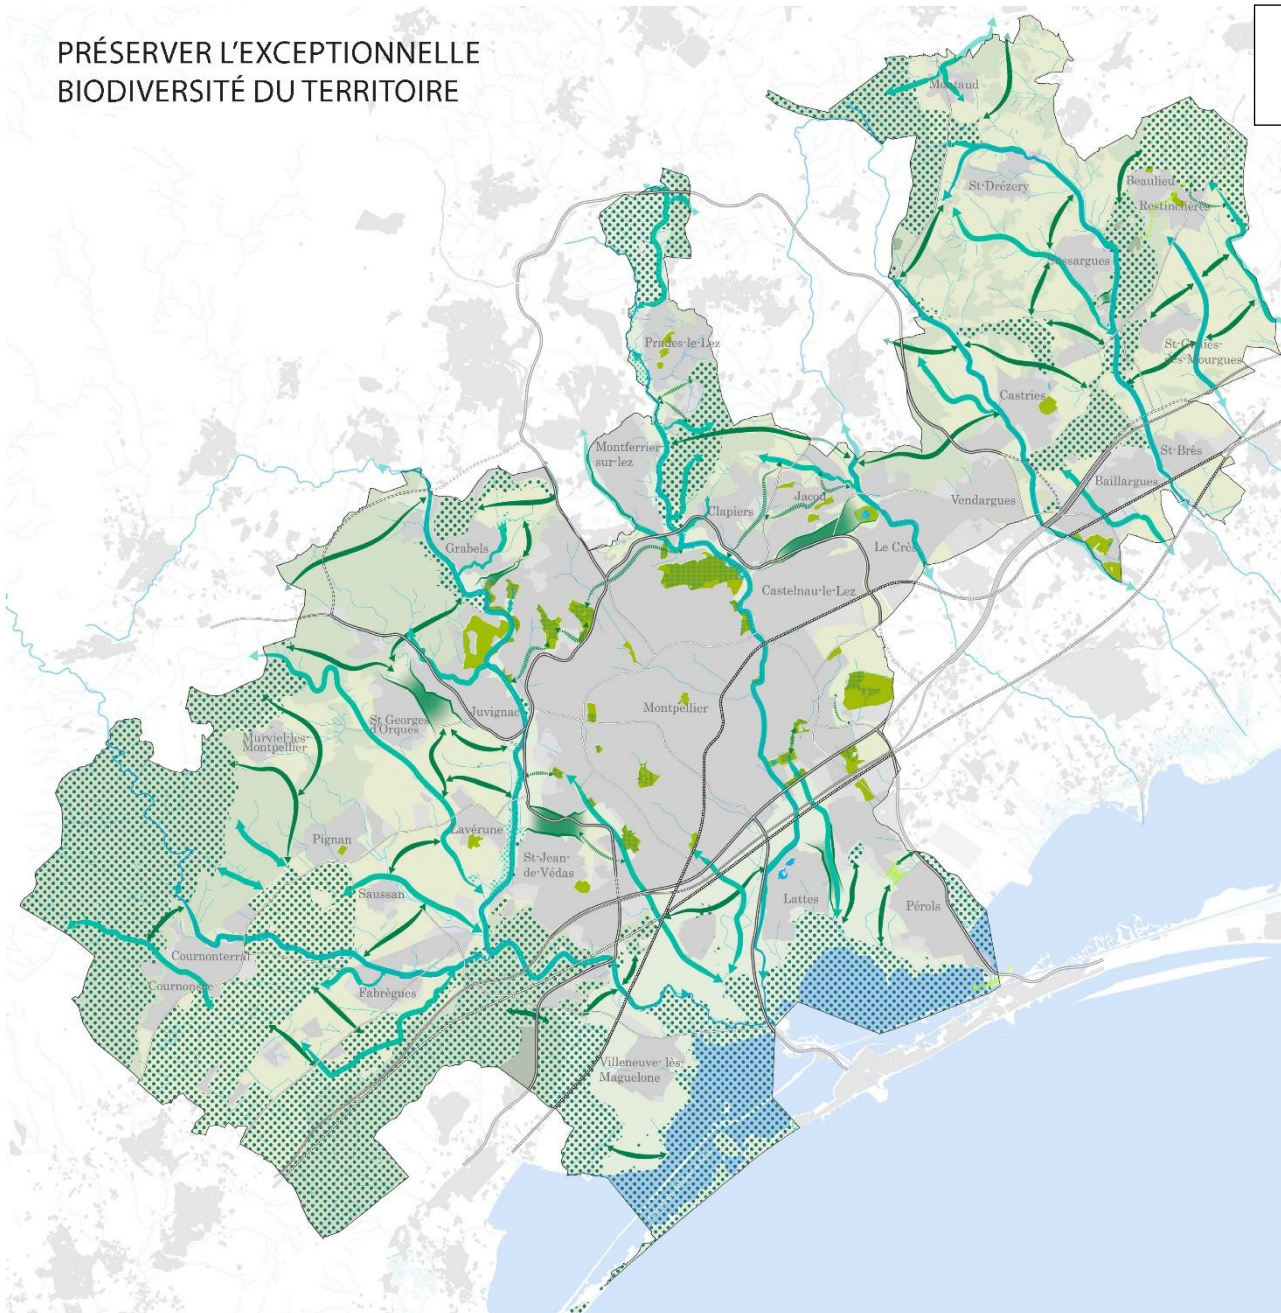 PRÉSERVER L'EXCEPTIONNELLE
BIODIVERSITÉ DU TERRITOIRE
Montaud
St-Drézery
Beaulieu
Restinclières
Sussargues
St-Géniès-
des-Mourgues
Prades-le-Lez
Castries
Montferrier-
sur-lez
St-Brès
Baillargues
Jacou
Vendargues
Clapiers
Le Crès
Grabels
Castelnau-le-Lez
Montpellier
Juvignac
St Georges
d'Orques
Murviel-lès-
Montpellier
Lavérune
Pignan
St-Jean-
de-Védas
Saussan
Lattes
Pérols
Cournonterral
Cournonsec
Fabrègues
Villeneuve-lès-
Maguelone